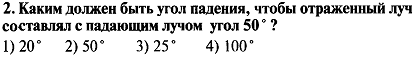 2. Каким должен быть угол падения, чтобы отраженный луч
составлял с падающим лучом угол 50°?
1) 20° 2) 50° 3) 25° 4) 100°